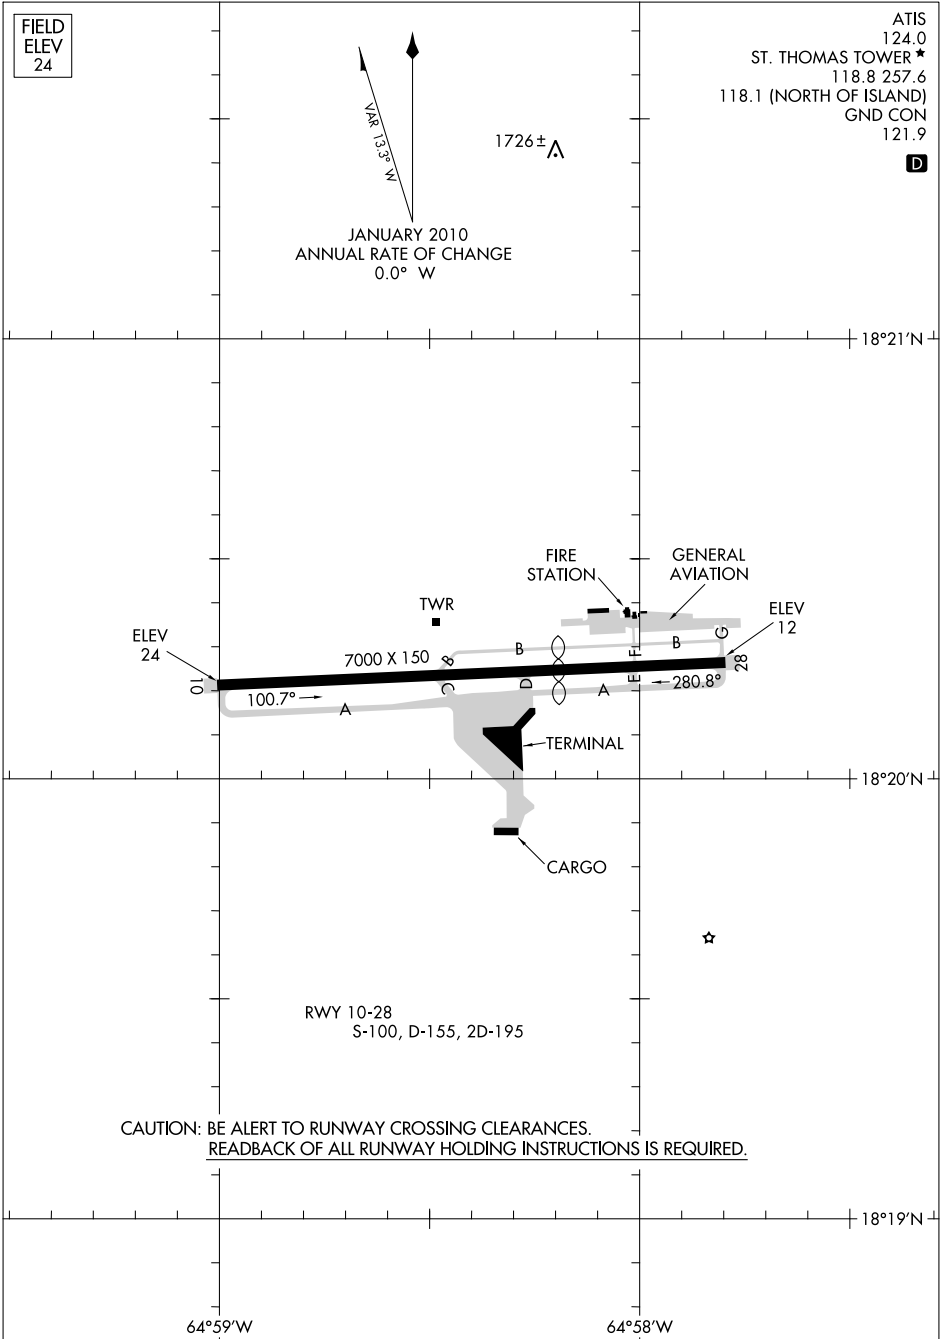 FIELD
ELEV
24
ATIS
124.0
ST. THOMAS TOWER
118.8 257.6
118.1 (NORTH OF ISLAND)
GND CON
121.9
D
VAR 13.3° W
1726±
JANUARY 2010
ANNUAL RATE OF CHANGE
0.0° W
18°21'N
FIRE
STATION
GENERAL
AVIATION
TWR
ELEV
12
ELEV
24
7000 X 150
B
B
B
F
G
10
28
100.7°
C
D
E
280.8°
A
A
TERMINAL
18°20'N
CARGO
RWY 10-28
S-100, D-155, 2D-195
CAUTION: BE ALERT TO RUNWAY CROSSING CLEARANCES.
READBACK OF ALL RUNWAY HOLDING INSTRUCTIONS IS REQUIRED.
18°19'N
64°59'W
64°58'W